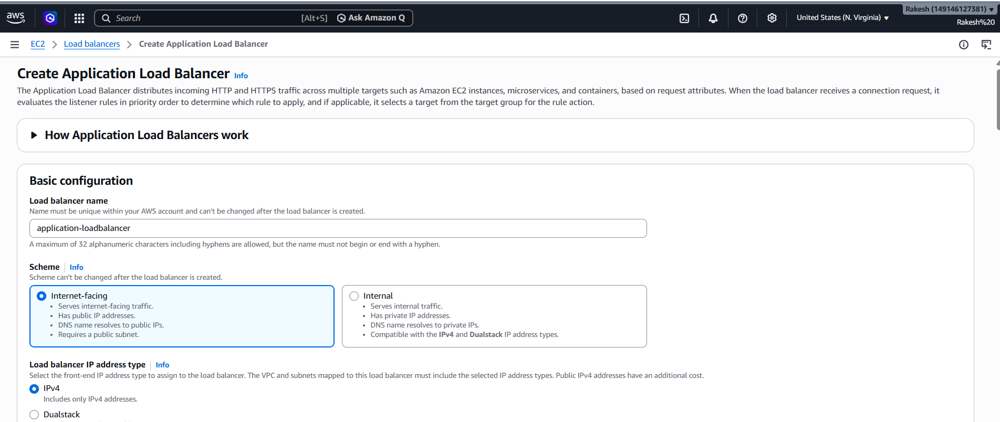 aws
Search [Alt+S] Ask Amazon Q
United States (N. Virginia)
Rakesh (149146127381)
Rakesh%20
EC2 Load balancers Create Application Load Balancer
Create Application Load Balancer Info
The Application Load Balancer distributes incoming HTTP and HTTPS traffic across multiple targets such as Amazon EC2 instances, microservices, and containers, based on request attributes. When the load balancer receives a connection request, it
evaluates the listener rules in priority order to determine which rule to apply, and if applicable, it selects a target from the target group for the rule action.
How Application Load Balancers work
Basic configuration
Load balancer name
Name must be unique within your AWS account and can't be changed after the load balancer is created.
application-loadbalancer
A maximum of 32 alphanumeric characters including hyphens are allowed, but the name must not begin or end with a hyphen.
Scheme Info
Scheme can't be changed after the load balancer is created.
Internet-facing
• Serves internet-facing traffic.
• Has public IP addresses.
• DNS name resolves to public IPs.
• Requires a public subnet.
Internal
• Serves internal traffic.
• Has private IP addresses.
• DNS name resolves to private IPs.
• Compatible with the IPv4 and Dualstack IP address types.
Load balancer IP address type Info
Select the front-end IP address type to assign to the load balancer. The VPC and subnets mapped to this load balancer must include the selected IP address types. Public IPv4 addresses have an additional cost.
IPv4
Includes only IPv4 addresses.
Dualstack